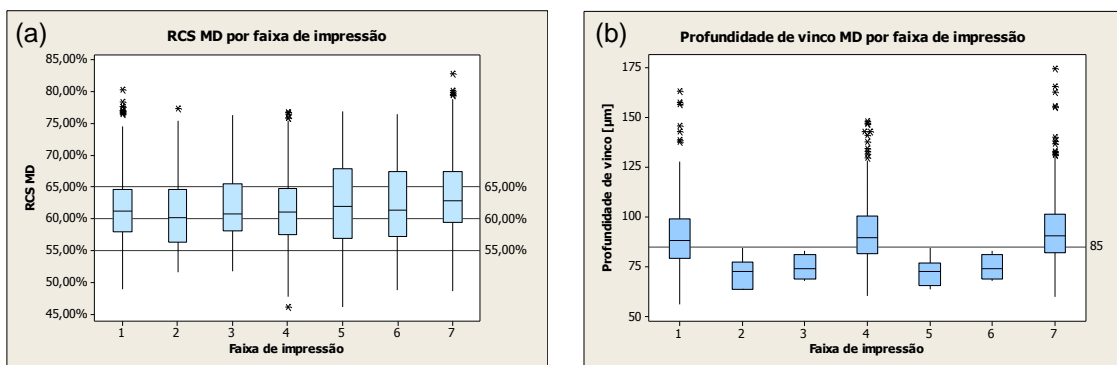 (a)
RCS MD por faixa de impressão
85,00%
80,00%
75,00%
70,00%
65,00%
60,00%
55,00%
50,00%
45,00%
RCS MD
65,00%
60,00%
55,00%
1 2 3 4 5 6 7
Faixa de impressão
(b)
Profundidade de vinco MD por faixa de impressão
175
150
125
100
75
50
Profundidade de vinco [µm]
85
1 2 3 4 5 6 7
Faixa de impressão